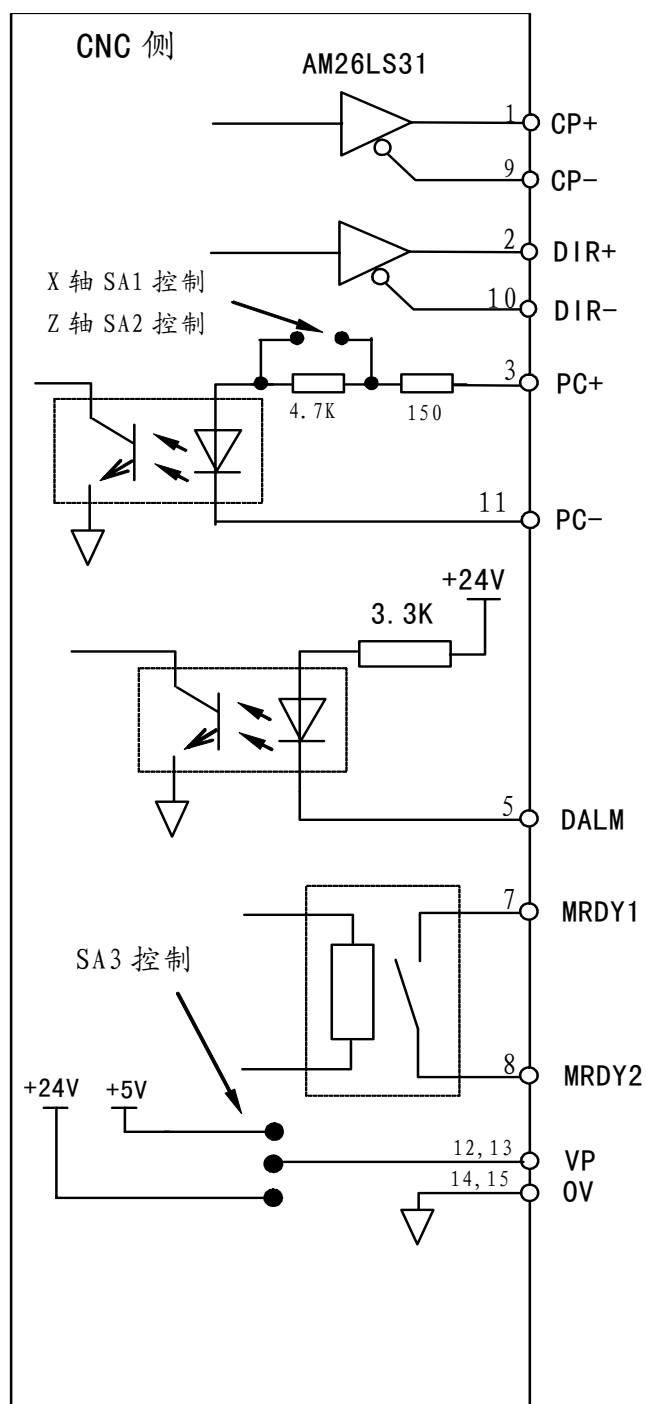 CNC 侧
AM26LS31
1 CP+
9 CP-
2 DIR+
X 轴 SA1 控制
10 DIR-
Z 轴 SA2 控制
3 PC+
4.7K 150
11 PC-
+24V
3.3K
5 DALM
7 MRDY1
SA3 控制
8 MRDY2
+24V +5V
12,13 VP
14,15 0V